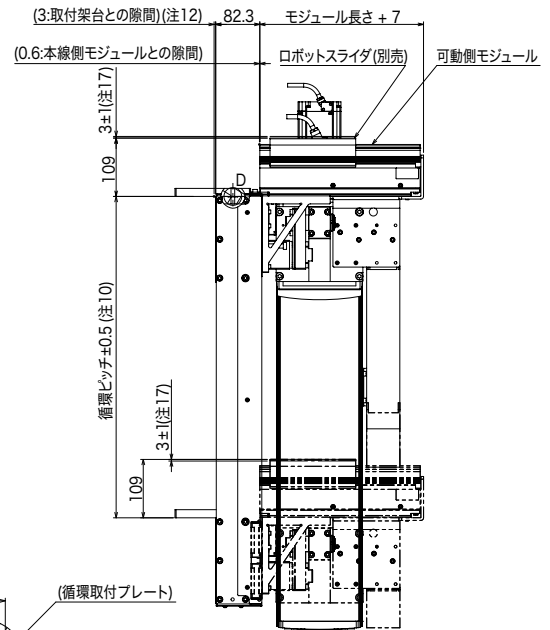 (3:取付架台との隙間)(注12)
82.3
モジュール長さ + 7
(0.6:本線側モジュールとの隙間)
ロボットスライダ(別売)
可動側モジュール
3±1(注17)
109
D
循環ピッチ±0.5 (注10)
3±1(注17)
109
(循環取付プレート)